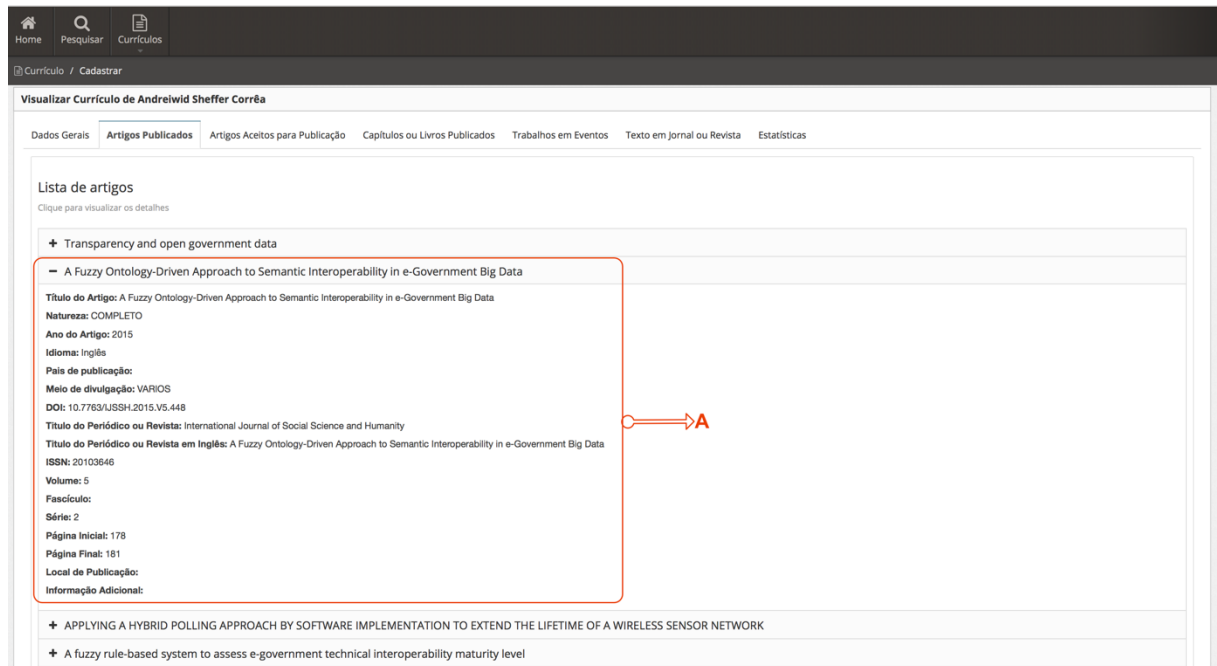 Home Pesquisar Currículos
Currículo / Cadastrar
Visualizar Currículo de Andreiwid Sheffer Corrêa
Dados Gerais Artigos Publicados Artigos Aceitos para Publicação Capítulos ou Livros Publicados Trabalhos em Eventos Texto em Jornal ou Revista Estatísticas
Lista de artigos
Clique para visualizar os detalhes
+ Transparency and open government data
− A Fuzzy Ontology-Driven Approach to Semantic Interoperability in e-Government Big Data
Título do Artigo: A Fuzzy Ontology-Driven Approach to Semantic Interoperability in e-Government Big Data
Natureza: COMPLETO
Ano do Artigo: 2015
Idioma: Inglês
Pais de publicação:
Meio de divulgação: VARIOS
DOI: 10.7763/IJSSH.2015.V5.448
Titulo do Periódico ou Revista: International Journal of Social Science and Humanity
Titulo do Periódico ou Revista em Inglês: A Fuzzy Ontology-Driven Approach to Semantic Interoperability in e-Government Big Data
ISSN: 20103646
Volume: 5
Fascículo:
Série: 2
Página Inicial: 178
Página Final: 181
Local de Publicação:
Informação Adicional:
A
+ APPLYING A HYBRID POLLING APPROACH BY SOFTWARE IMPLEMENTATION TO EXTEND THE LIFETIME OF A WIRELESS SENSOR NETWORK
+ A fuzzy rule-based system to assess e-government technical interoperability maturity level